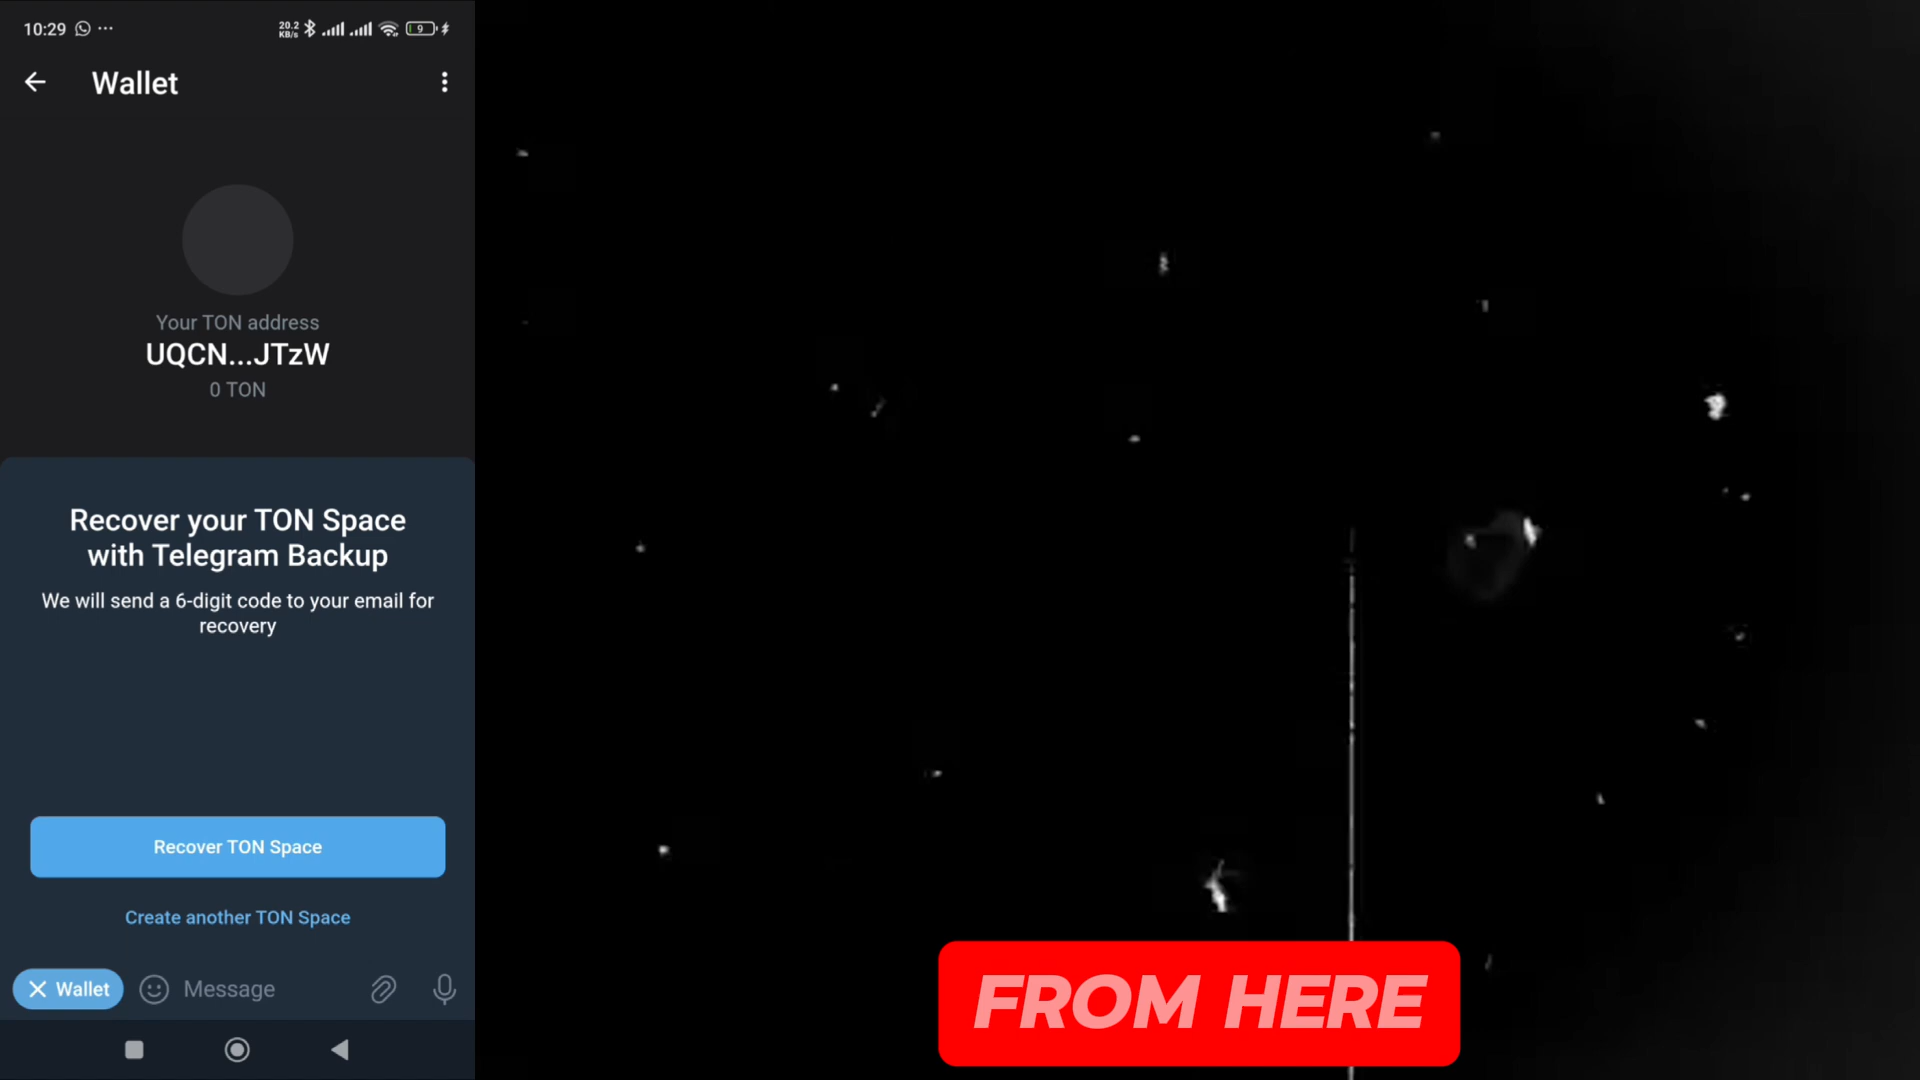 10:29
20.2
KB/s
9
Wallet
Your TON address
UQCN...JTzW
0 TON
Recover your TON Space
with Telegram Backup
We will send a 6-digit code to your email for
recovery
Recover TON Space
Create another TON Space
Wallet
Message
FROM HERE